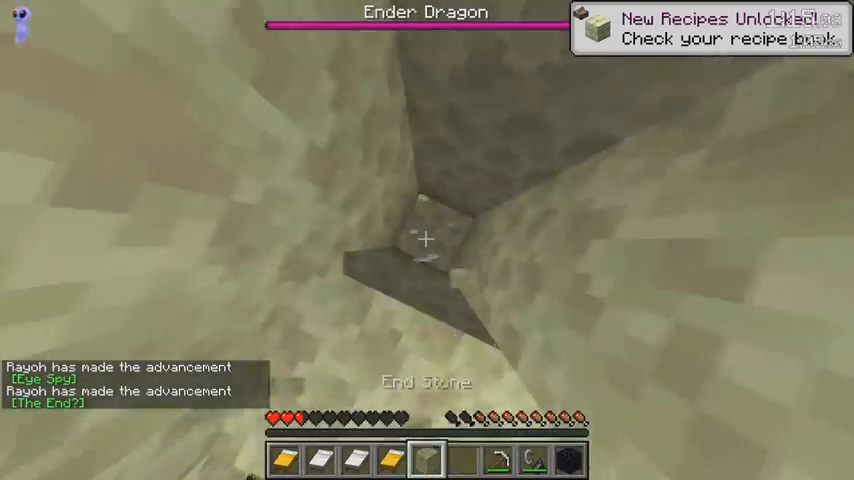 Ender Dragon
New Recipes Unlocked!
Check your recipe book
Rayoh has made the advancement
[Eye Spy]
Rayoh has made the advancement
[The End?]
End Stone